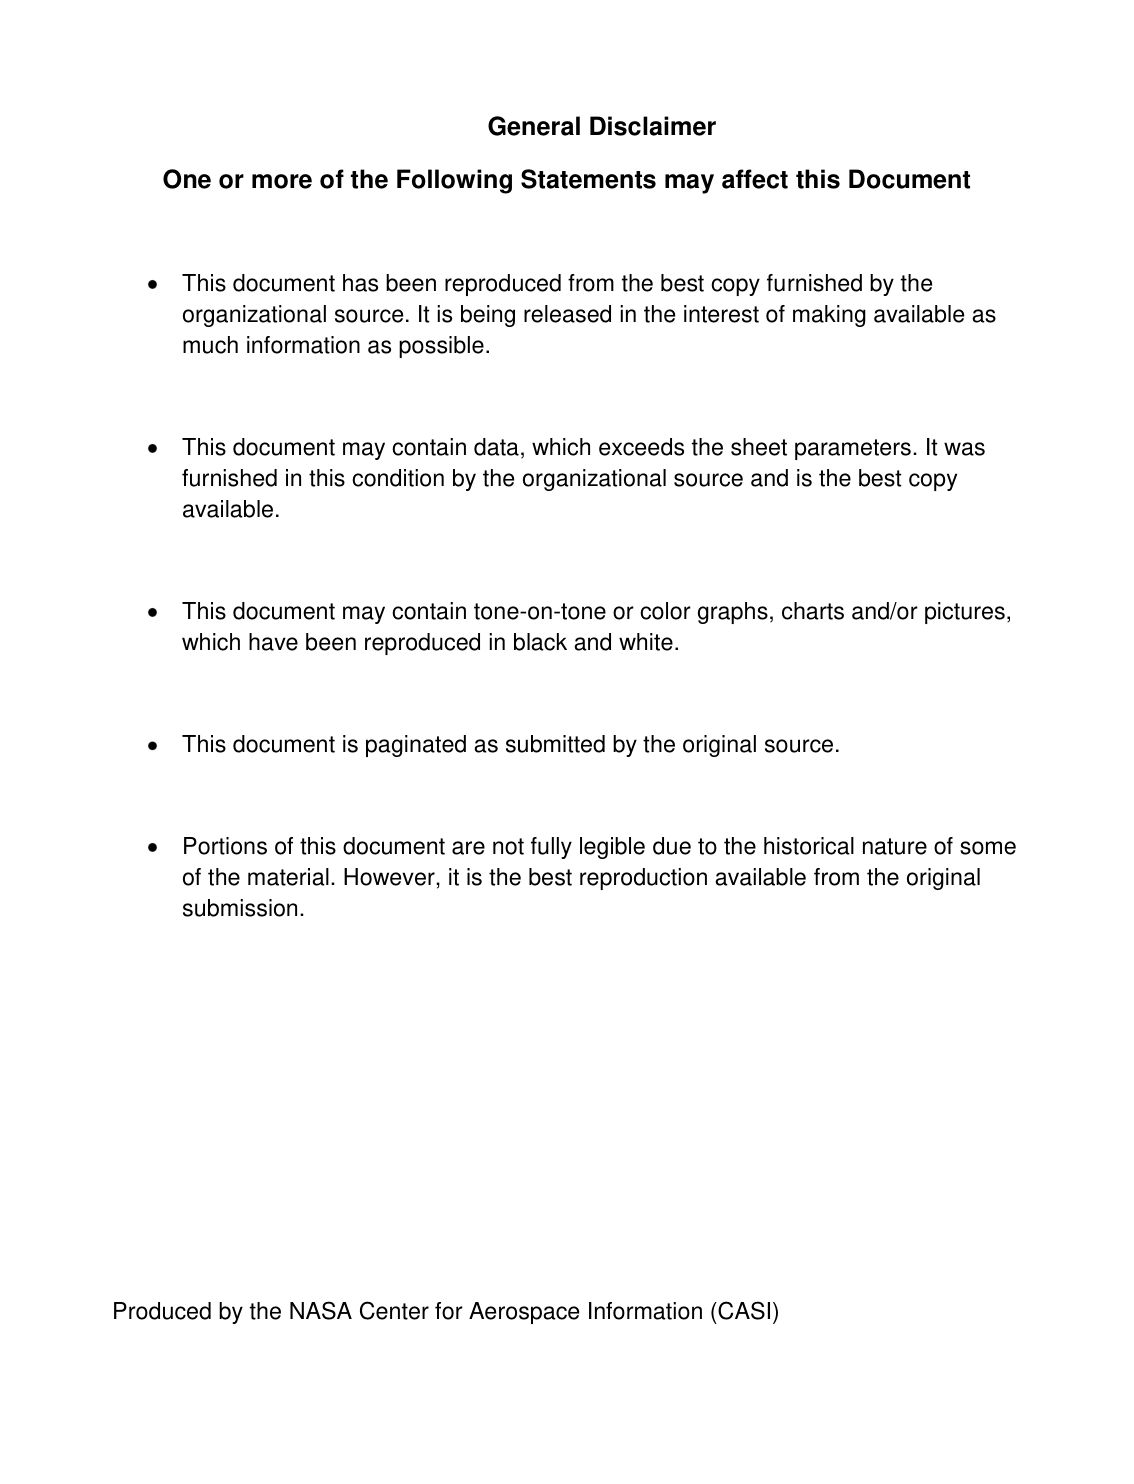 General Disclaimer
One or more of the Following Statements may affect this Document
• This document has been reproduced from the best copy furnished by the
organizational source. It is being released in the interest of making available as
much information as possible.
• This document may contain data, which exceeds the sheet parameters. It was
furnished in this condition by the organizational source and is the best copy
available.
• This document may contain tone-on-tone or color graphs, charts and/or pictures,
which have been reproduced in black and white.
• This document is paginated as submitted by the original source.
• Portions of this document are not fully legible due to the historical nature of some
of the material. However, it is the best reproduction available from the original
submission.
Produced by the NASA Center for Aerospace Information (CASI)